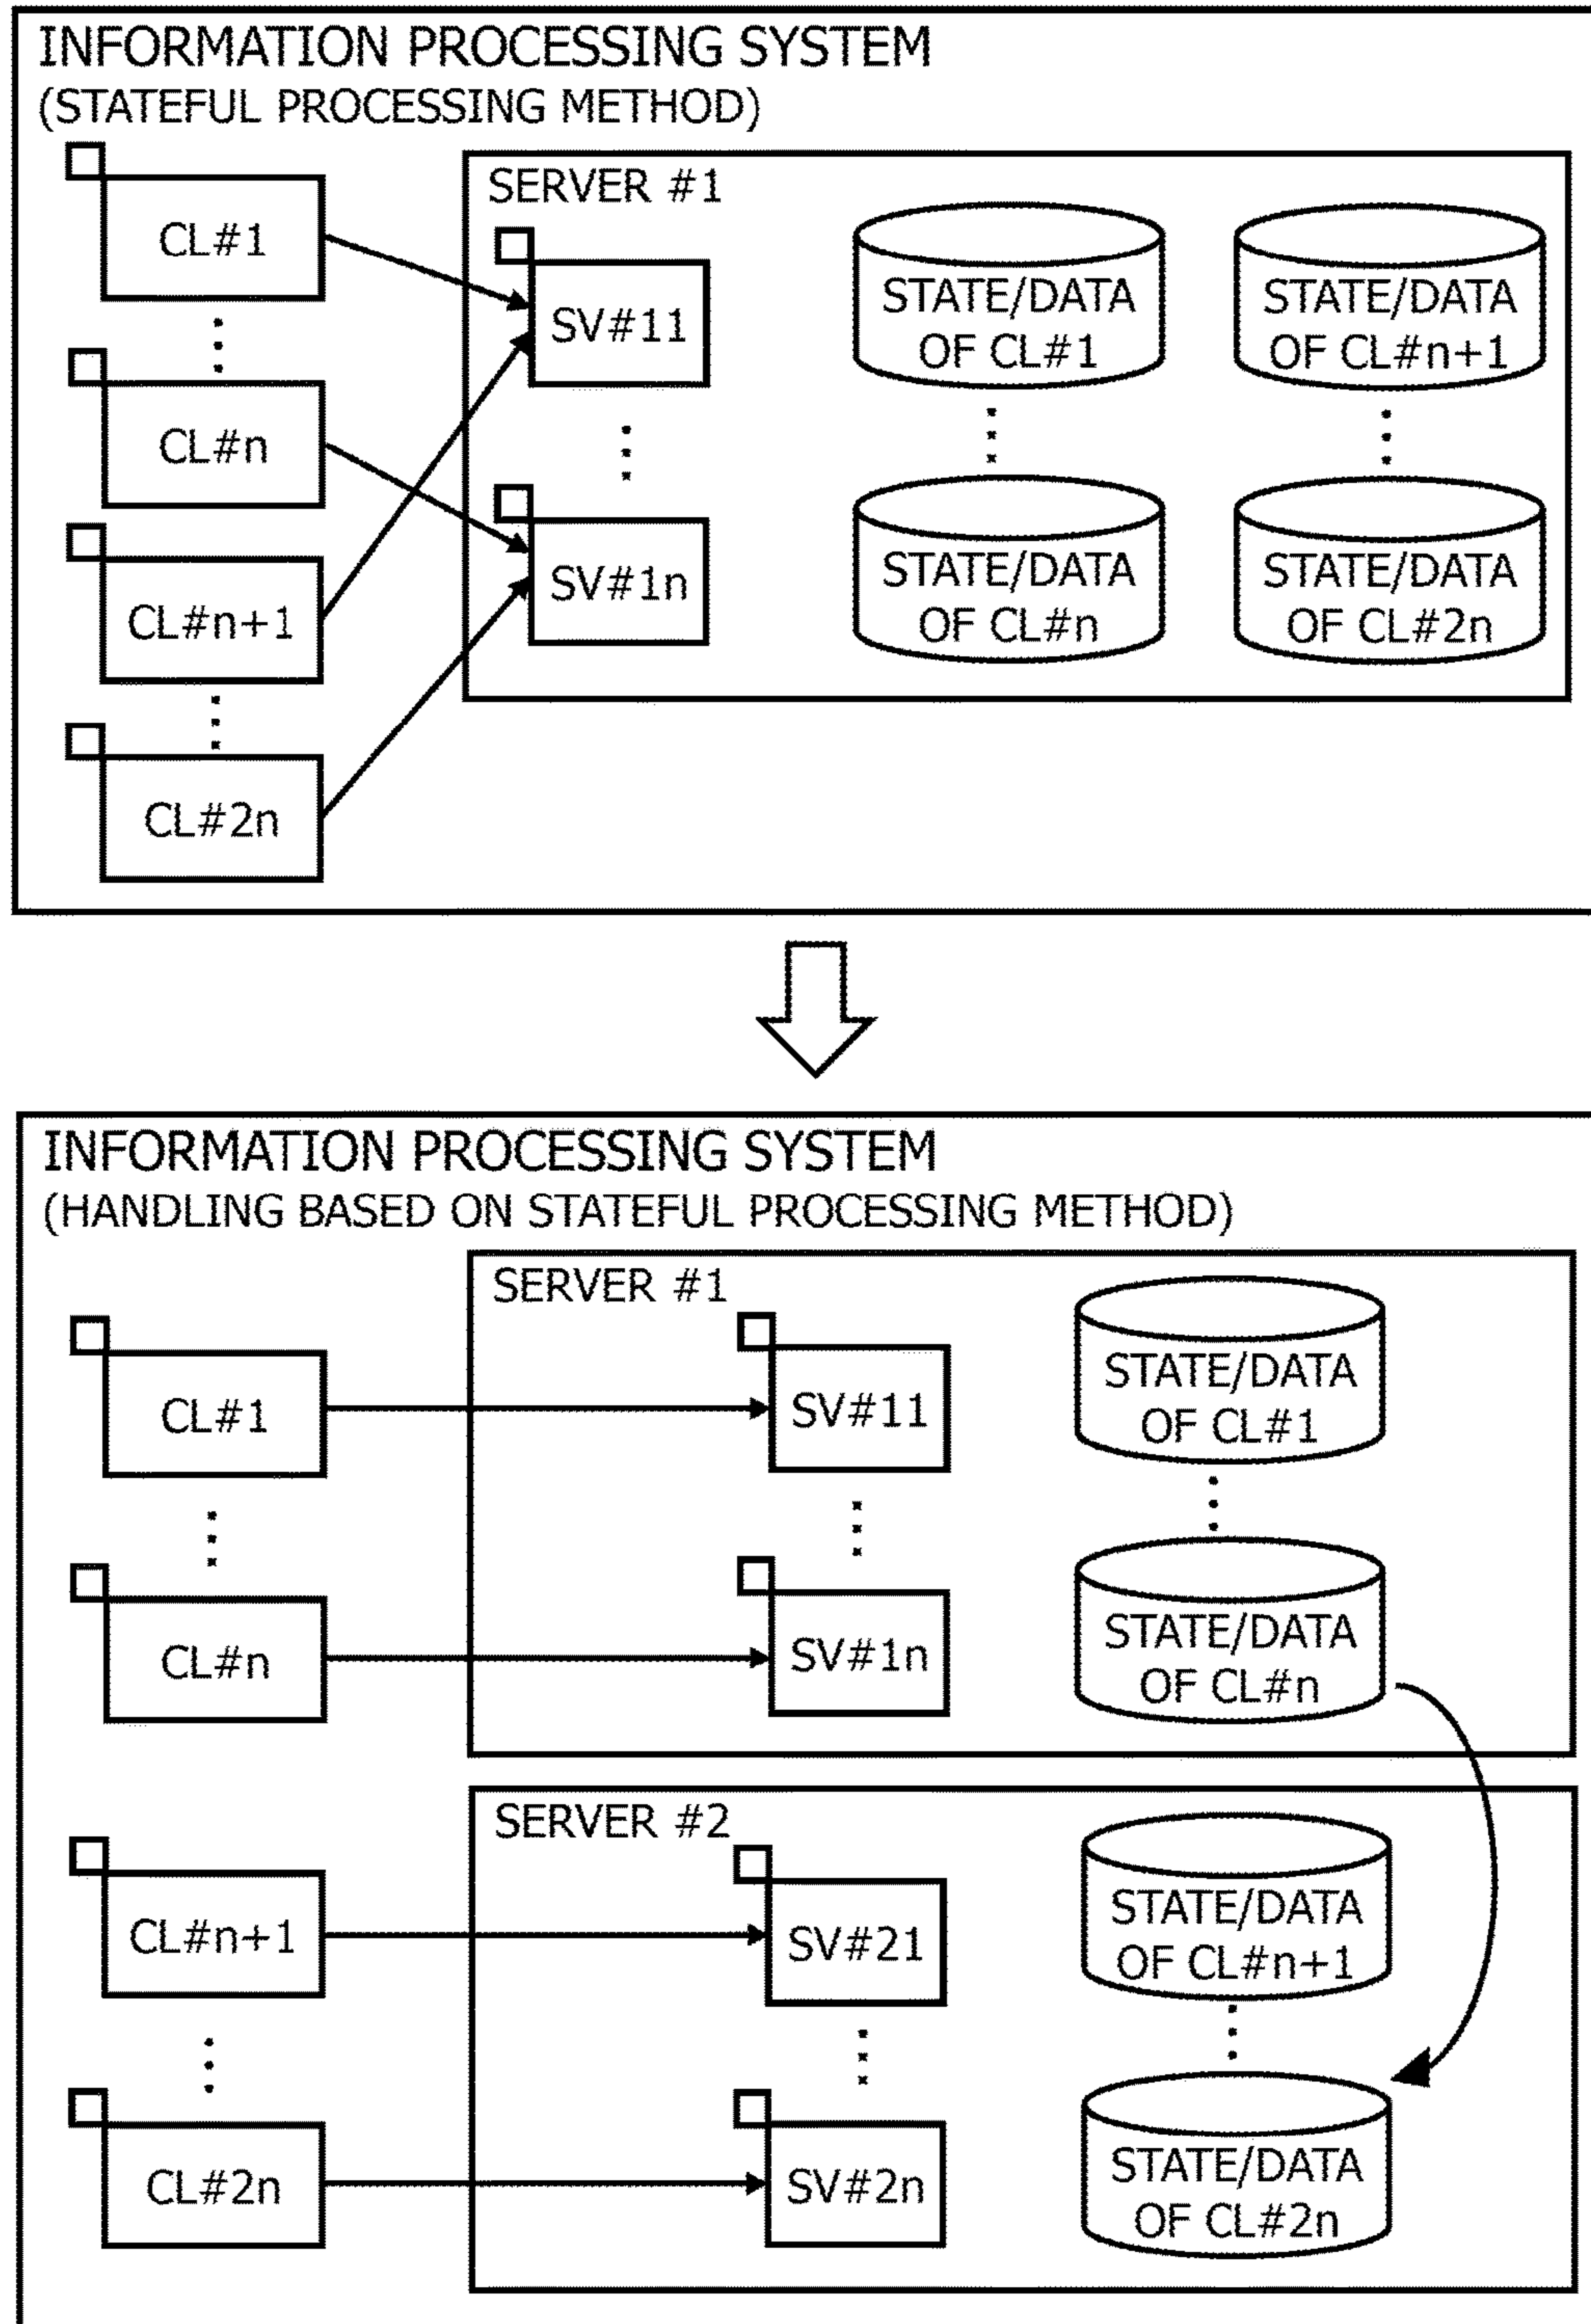 INFORMATION PROCESSING SYSTEM
(STATEFUL PROCESSING METHOD)
SERVER #1
CL#1
CL#n
CL#n+1
CL#2n
SV#11
SV#1n
STATE/DATA
OF CL#1
STATE/DATA
OF CL#n+1
STATE/DATA
OF CL#n
STATE/DATA
OF CL#2n
INFORMATION PROCESSING SYSTEM
(HANDLING BASED ON STATEFUL PROCESSING METHOD)
SERVER #1
CL#1
SV#11
STATE/DATA
OF CL#1
CL#n
SV#1n
STATE/DATA
OF CL#n
SERVER #2
CL#n+1
SV#21
STATE/DATA
OF CL#n+1
CL#2n
SV#2n
STATE/DATA
OF CL#2n